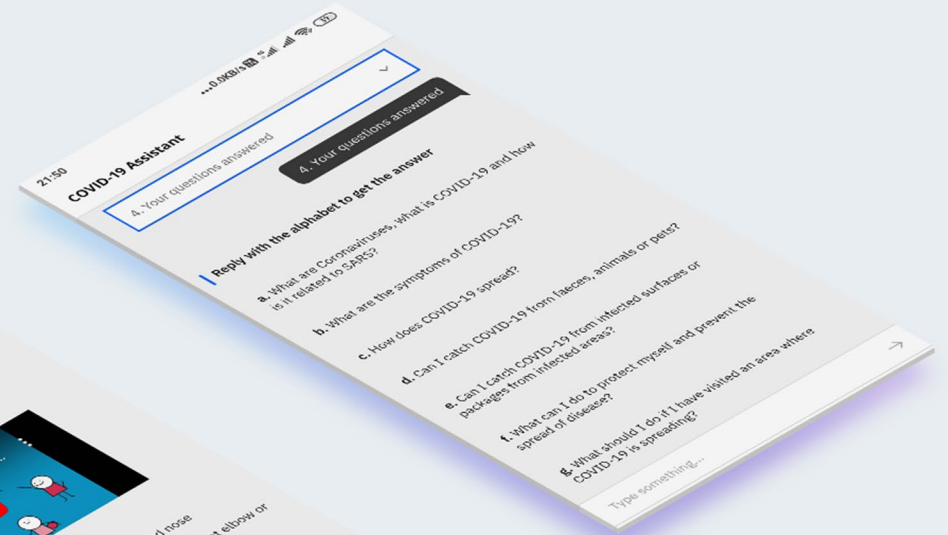 21:50
...0.0KB/s
COVID-19 Assistant
4. Your questions answered
4. Your questions answered
Reply with the alphabet to get the answer
a. What are Coronaviruses, what is COVID-19 and how
is it related to SARS?
b. What are the symptoms of COVID-19?
c. How does COVID-19 spread?
d. Can I catch COVID-19 from faeces, animals or pets?
e. Can I catch COVID-19 from infected surfaces or
packages from infected areas?
f. What can I do to protect myself and prevent the
spread of disease?
g. What should I do if I have visited an area where
COVID-19 is spreading?
Type something...
nose
elbow or